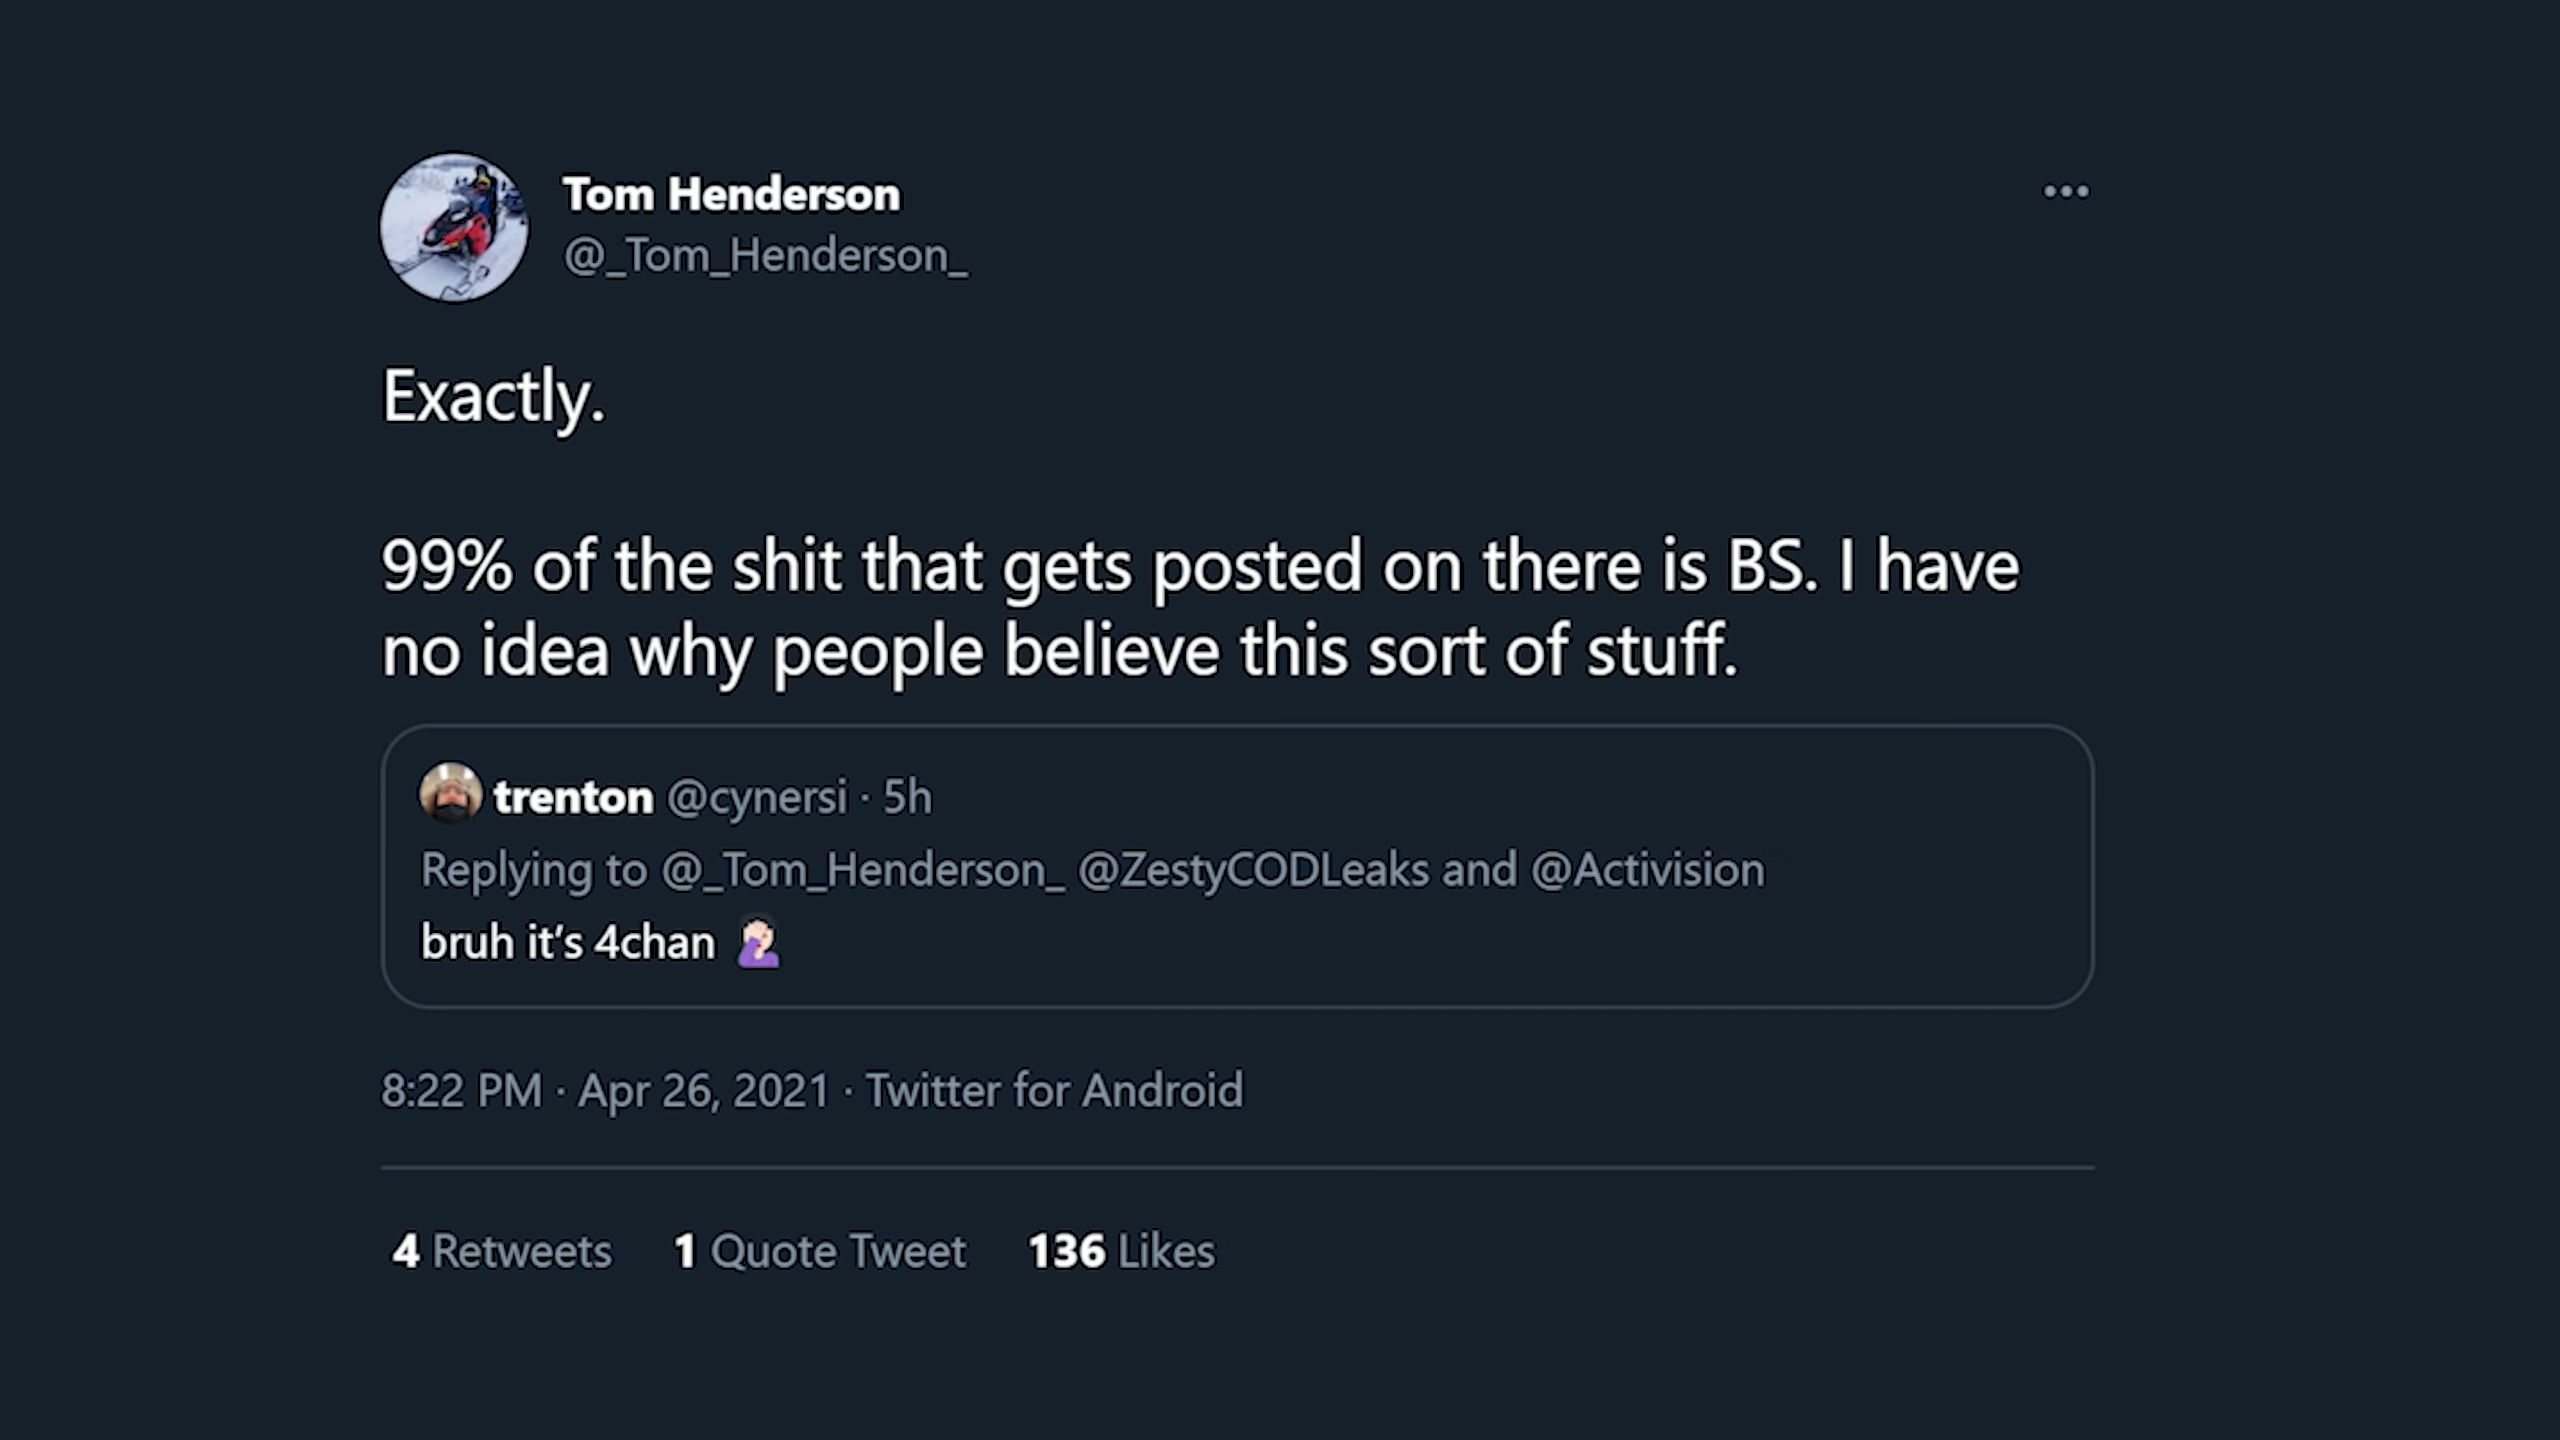 Tom Henderson
@_Tom_Henderson_
Exactly.
99% of the shit that gets posted on there is BS. I have
no idea why people believe this sort of stuff.
trenton @cynersi · 5h
Replying to @_Tom_Henderson_ @ZestyCODLeaks and @Activision
bruh it’s 4chan 🤦🏻
8:22 PM · Apr 26, 2021 · Twitter for Android
4 Retweets 1 Quote Tweet 136 Likes